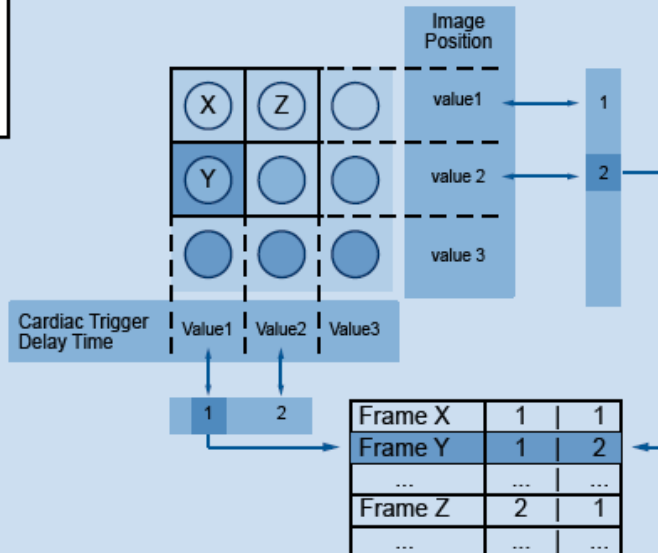 Image
Position
X Z value1 1
Y value 2 2
value 3
Cardiac Trigger
Delay Time
Value1 Value2 Value3
1 2
Frame X 1 | 1
Frame Y 1 | 2
... ... | ...
Frame Z 2 | 1
... ... | ...